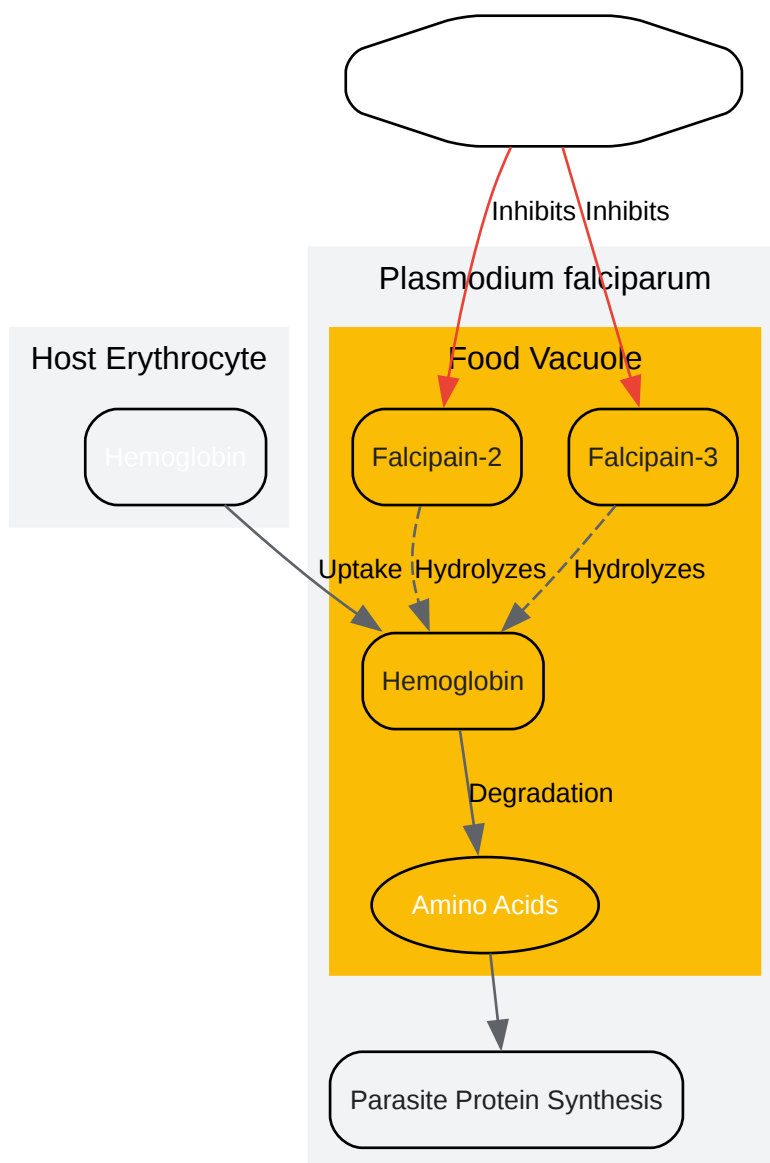 Inhibits
Inhibits
Plasmodium falciparum
Host Erythrocyte
Food Vacuole
Hemoglobin
Falcipain-2
Falcipain-3
Uptake
Hydrolyzes
Hydrolyzes
Hemoglobin
Degradation
Amino Acids
Parasite Protein Synthesis